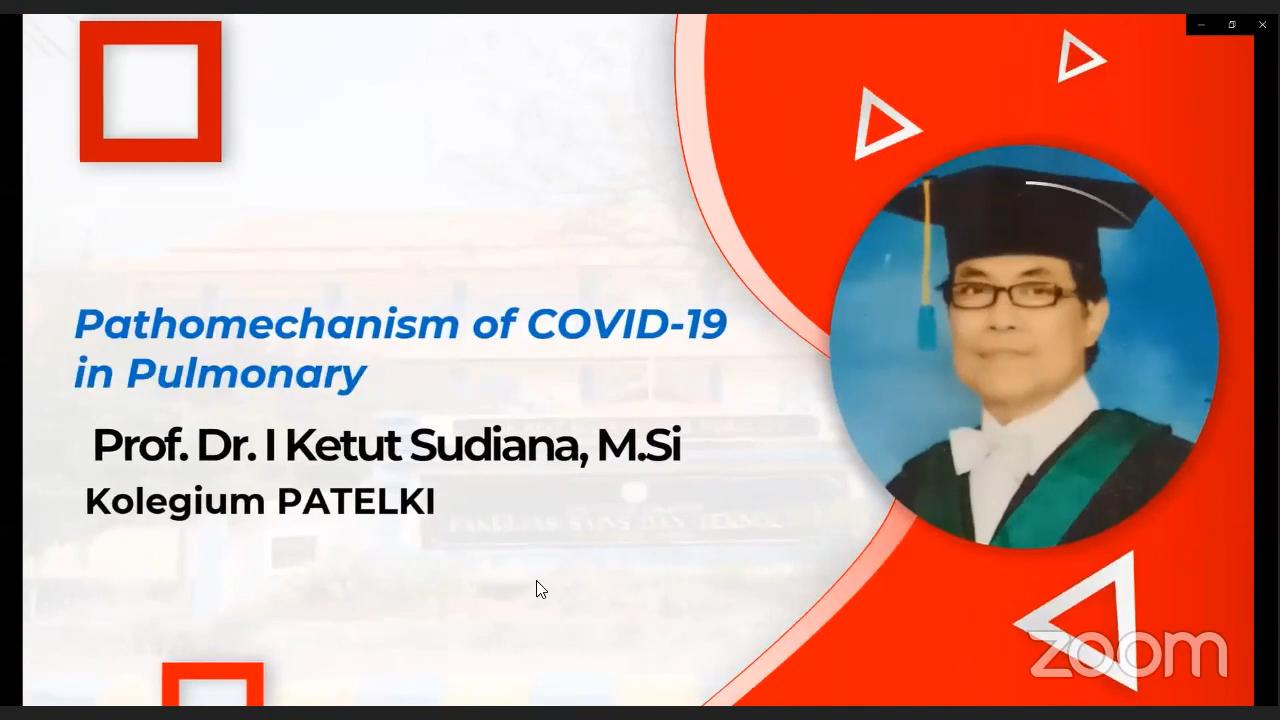 Pathomechanism of COVID-19
in Pulmonary
Prof. Dr. I Ketut Sudiana, M.Si
Kolegium PATELKI
zoom